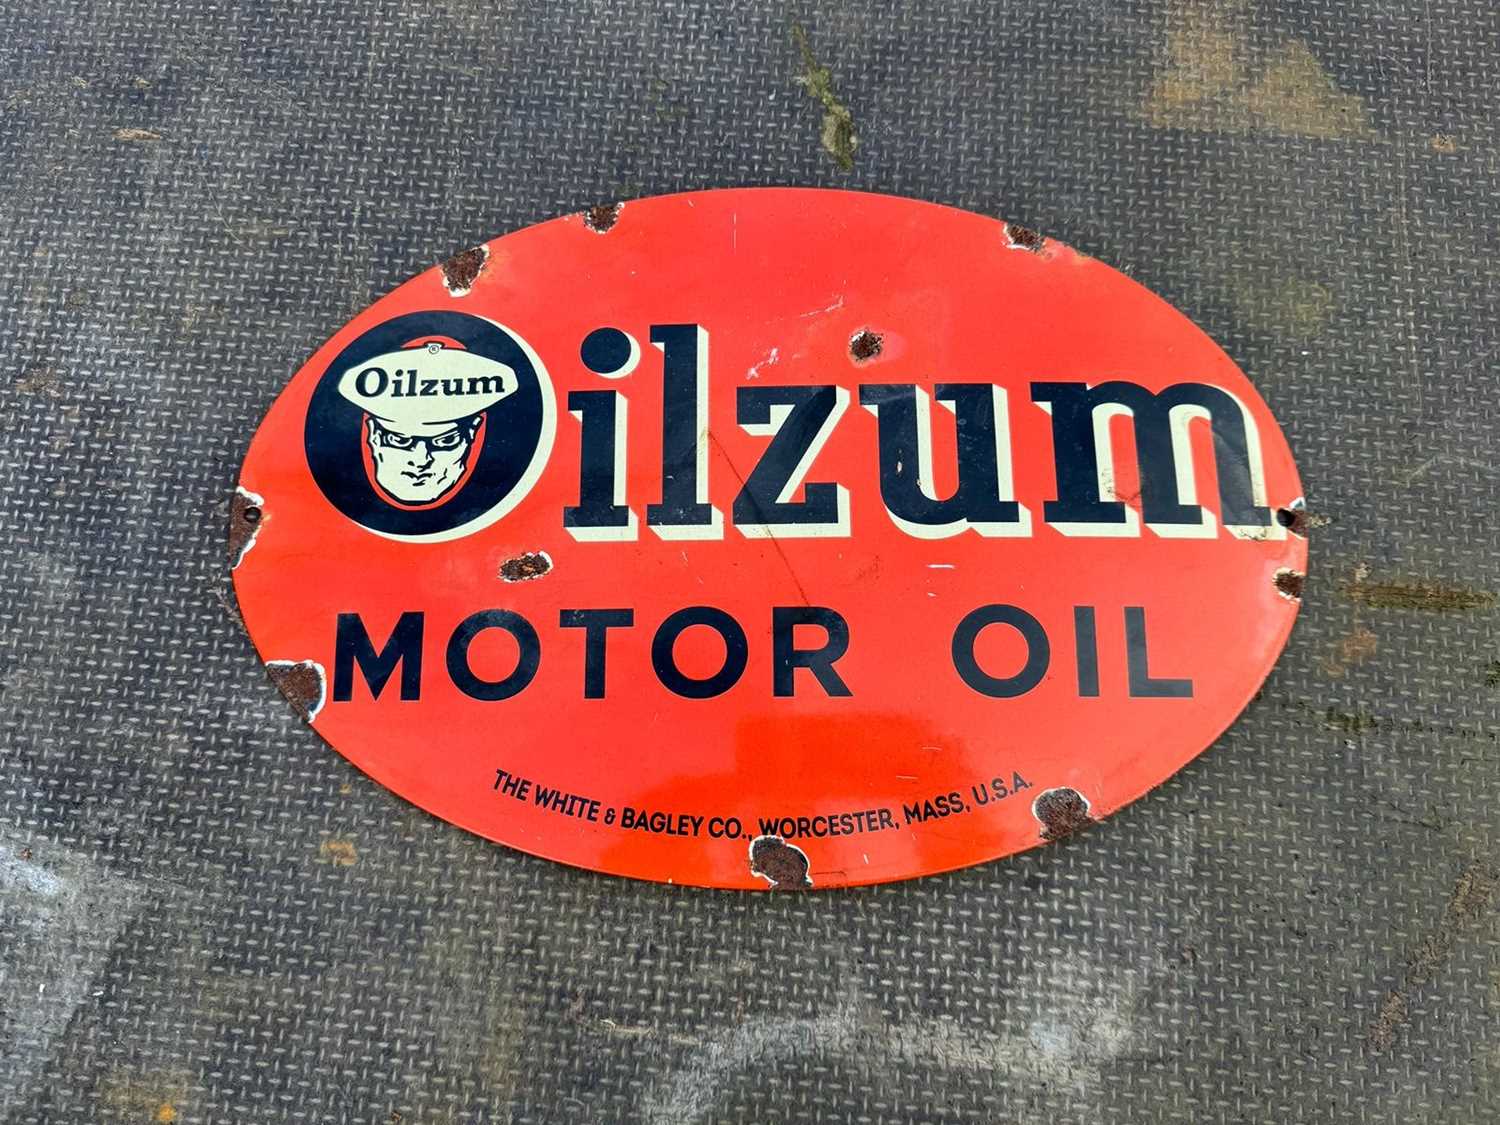 Oilzum
Oilzum
MOTOR OIL
THE WHITE & BAGLEY CO., WORCESTER, MASS, U.S.A.